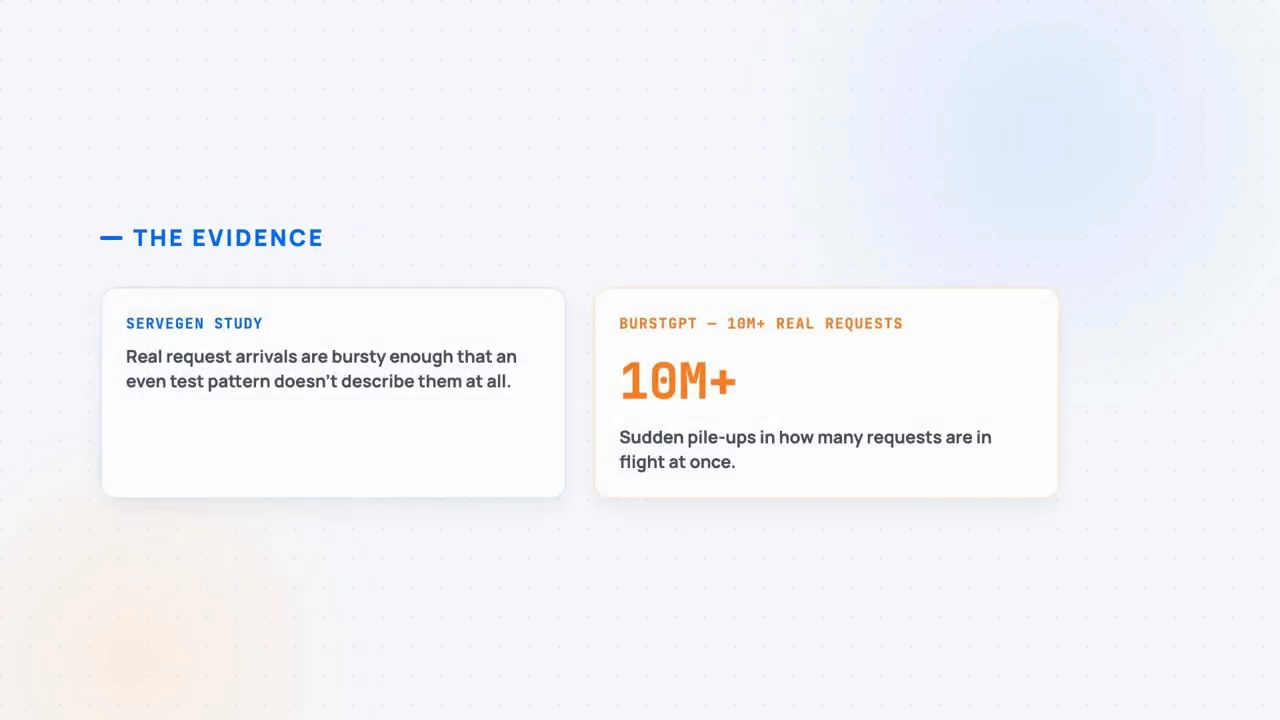 — THE EVIDENCE
SERVEGEN STUDY
Real request arrivals are bursty enough that an
even test pattern doesn't describe them at all.
BURSTGPT — 10M+ REAL REQUESTS
10M+
Sudden pile-ups in how many requests are in
flight at once.